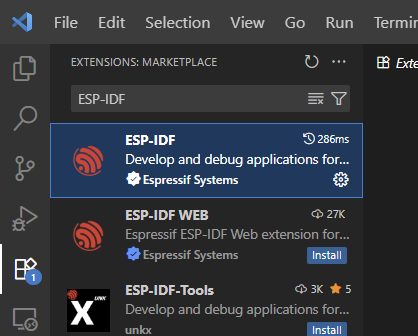 File Edit Selection View Go Run Termin
EXTENSIONS: MARKETPLACE
Exte
ESP-IDF
ESP-IDF 286ms
Develop and debug applications for...
Espressif Systems
ESP-IDF WEB 27K
Espressif ESP-IDF Web extension for...
Espressif Systems Install
1
ESP-IDF-Tools 3K 5
Develop and debug applications for...
unkx Install
X UNKX